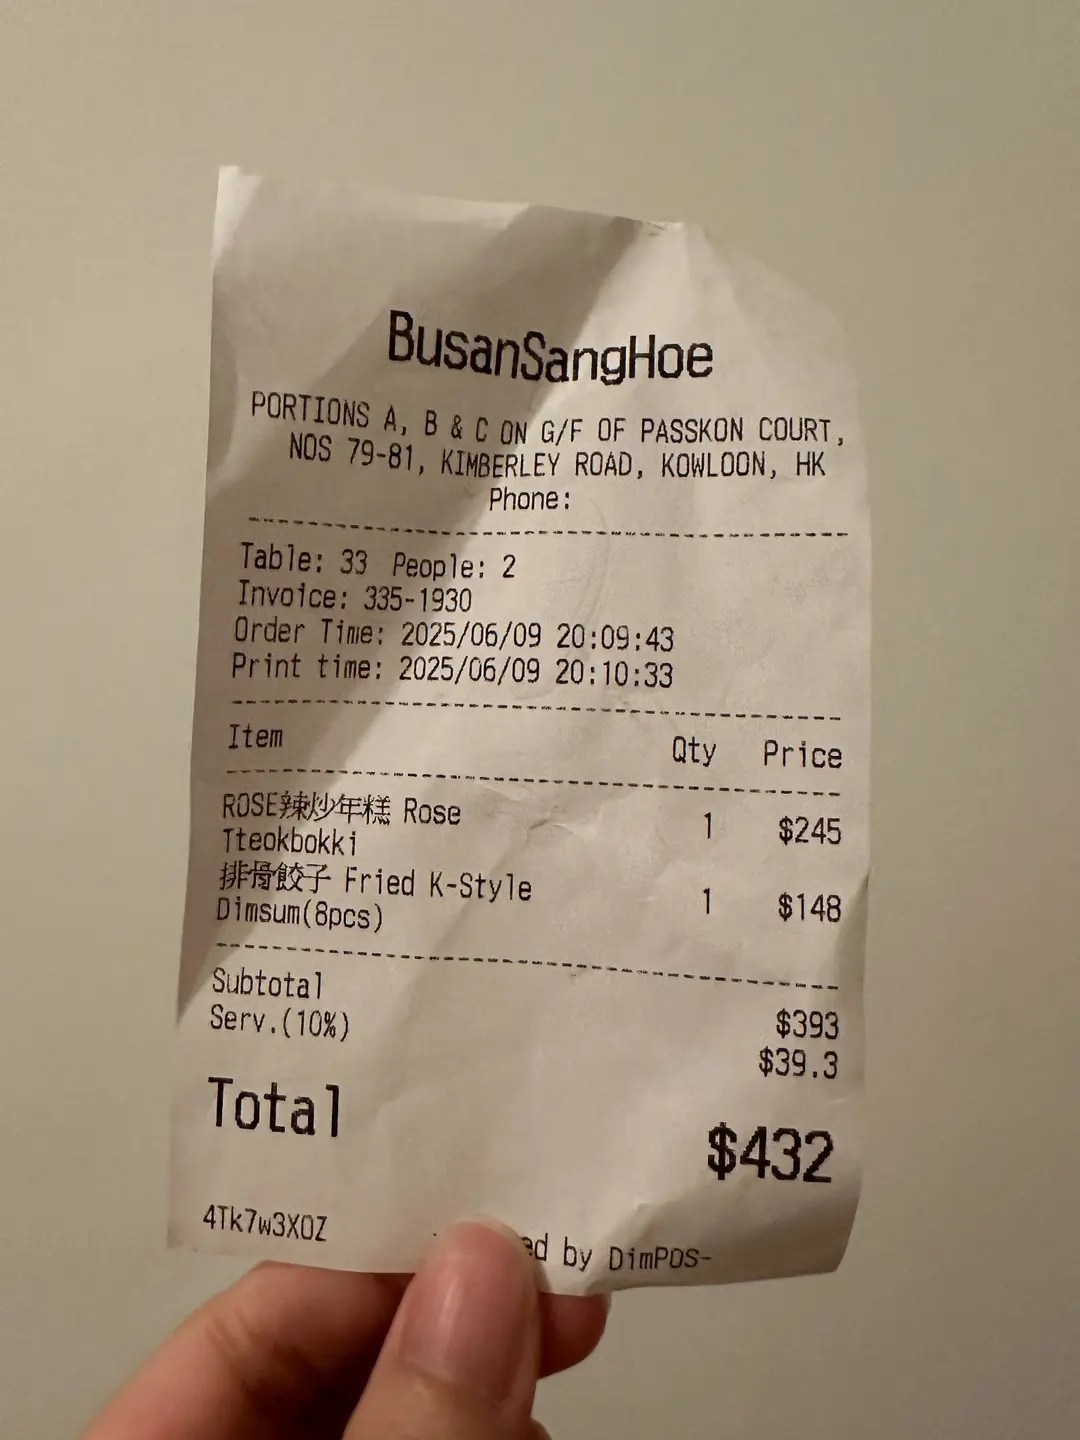 BusanSangHoe
PORTIONS A, B & C ON G/F OF PASSKON COURT,
NOS 79-81, KIMBERLEY ROAD, KOWLOON, HK
Phone:
Table: 33 People: 2
Invoice: 335-1930
Order Time: 2025/06/09 20:09:43
Print time: 2025/06/09 20:10:33
Item Qty Price
ROSE辣炒年糕 Rose
Tteokbokki 1 $245
排骨餃子 Fried K-Style
Dimsum(8pcs) 1 $148
Subtotal $393
Serv.(10%) $39.3
Total $432
4Tk7w3XOZ by DimPOS-